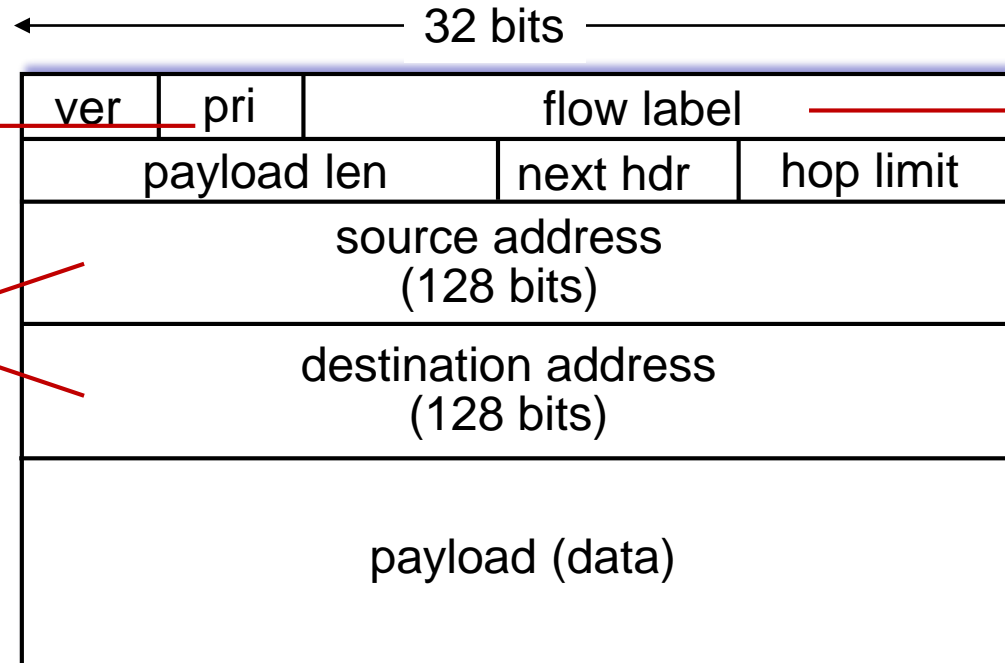 32 bits
ver pri flow label
payload len next hdr hop limit
source address
(128 bits)
destination address
(128 bits)
payload (data)